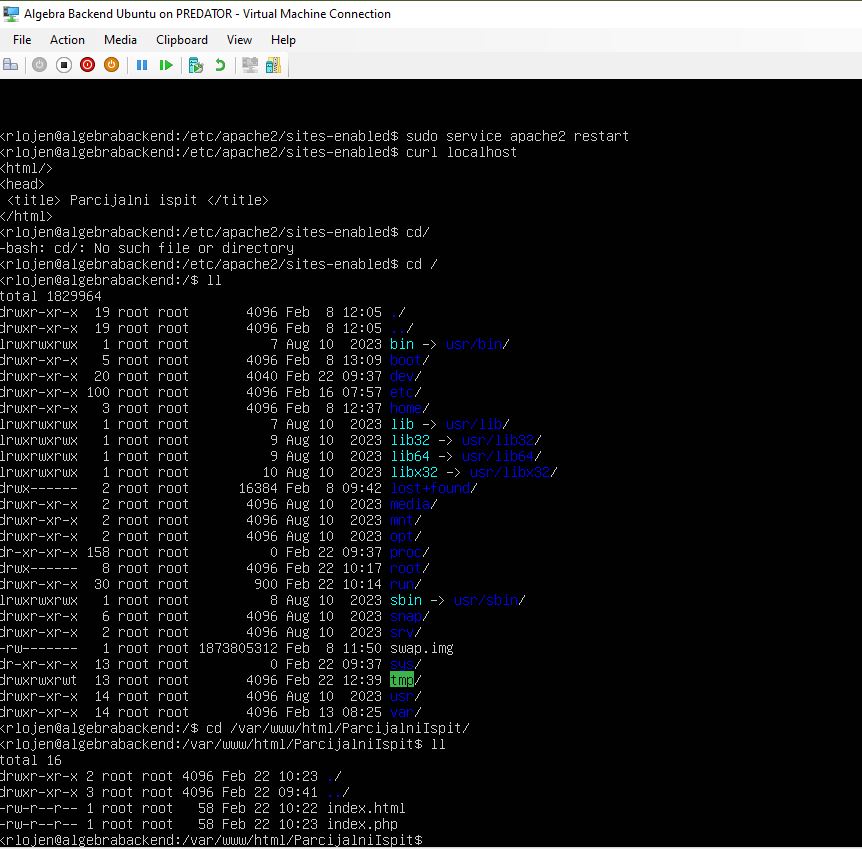 Algebra Backend Ubuntu on PREDATOR - Virtual Machine Connection
File Action Media Clipboard View Help
krlojen@algebrabackend:/etc/apache2/sites-enabled$ sudo service apache2 restart
krlojen@algebrabackend:/etc/apache2/sites-enabled$ curl localhost
<html/>
<head>
 <title> Parcijalni ispit </title>
</html>
krlojen@algebrabackend:/etc/apache2/sites-enabled$ cd/
-bash: cd/: No such file or directory
krlojen@algebrabackend:/etc/apache2/sites-enabled$ cd /
krlojen@algebrabackend:/$ ll
total 1829964
drwxr-xr-x  19 root root       4096 Feb  8 12:05 ./
drwxr-xr-x  19 root root       4096 Feb  8 12:05 ../
lrwxrwxrwx   1 root root          7 Aug 10  2023 bin -> usr/bin/
drwxr-xr-x   5 root root       4096 Feb  8 13:09 boot/
drwxr-xr-x  20 root root       4040 Feb 22 09:37 dev/
drwxr-xr-x 100 root root       4096 Feb 16 07:57 etc/
drwxr-xr-x   3 root root       4096 Feb  8 12:37 home/
lrwxrwxrwx   1 root root          7 Aug 10  2023 lib -> usr/lib/
lrwxrwxrwx   1 root root          9 Aug 10  2023 lib32 -> usr/lib32/
lrwxrwxrwx   1 root root          9 Aug 10  2023 lib64 -> usr/lib64/
lrwxrwxrwx   1 root root         10 Aug 10  2023 libx32 -> usr/libx32/
drwx------   2 root root      16384 Feb  8 09:42 lost+found/
drwxr-xr-x   2 root root       4096 Aug 10  2023 media/
drwxr-xr-x   2 root root       4096 Aug 10  2023 mnt/
drwxr-xr-x   2 root root       4096 Aug 10  2023 opt/
dr-xr-xr-x 158 root root          0 Feb 22 09:37 proc/
drwx------   8 root root       4096 Feb 22 10:17 root/
drwxr-xr-x  30 root root        900 Feb 22 10:14 run/
lrwxrwxrwx   1 root root          8 Aug 10  2023 sbin -> usr/sbin/
drwxr-xr-x   6 root root       4096 Aug 10  2023 snap/
drwxr-xr-x   2 root root       4096 Aug 10  2023 srv/
-rw-------   1 root root 1873805312 Feb  8 11:50 swap.img
dr-xr-xr-x  13 root root          0 Feb 22 09:37 sys/
drwxrwxrwt  13 root root       4096 Feb 22 12:39 tmp/
drwxr-xr-x  14 root root       4096 Aug 10  2023 usr/
drwxr-xr-x  14 root root       4096 Feb 13 08:25 var/
krlojen@algebrabackend:/$ cd /var/www/html/ParcijalniIspit/
krlojen@algebrabackend:/var/www/html/ParcijalniIspit$ ll
total 16
drwxr-xr-x 2 root root 4096 Feb 22 10:23 ./
drwxr-xr-x 3 root root 4096 Feb 22 09:41 ../
-rw-r--r-- 1 root root   58 Feb 22 10:22 index.html
-rw-r--r-- 1 root root   58 Feb 22 10:23 index.php
krlojen@algebrabackend:/var/www/html/ParcijalniIspit$